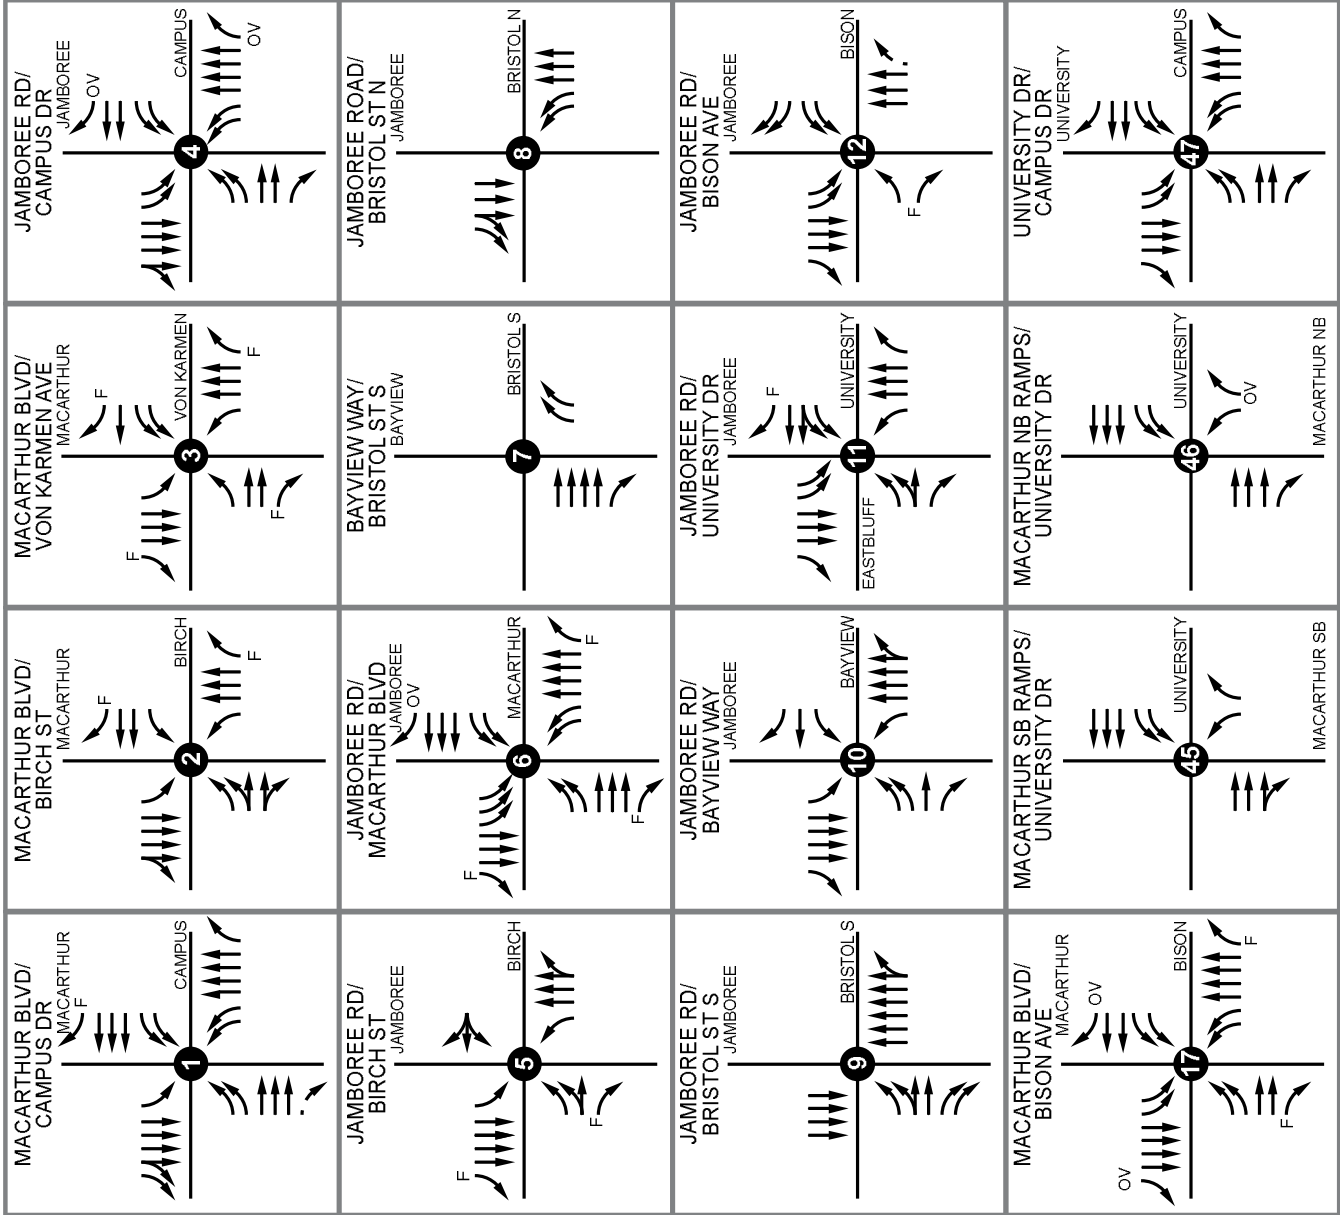 MACARTHUR BLVD/
CAMPUS DR
MACARTHUR
F
CAMPUS
1
MACARTHUR BLVD/
BIRCH ST
MACARTHUR
F
BIRCH
2
F
MACARTHUR BLVD/
VON KARMEN AVE
MACARTHUR
F
F
VON KARMEN
3
F
F
JAMBOREE RD/
CAMPUS DR
JAMBOREE
OV
CAMPUS
4
OV
JAMBOREE RD/
BIRCH ST
JAMBOREE
F
BIRCH
5
F
JAMBOREE RD/
MACARTHUR BLVD
JAMBOREE
OV
F
MACARTHUR
6
F
F
BAYVIEW WAY/
BRISTOL ST S
BAYVIEW
BRISTOL S
7
JAMBOREE ROAD/
BRISTOL ST N
JAMBOREE
BRISTOL N
8
JAMBOREE RD/
BRISTOL ST S
JAMBOREE
BRISTOL S
9
JAMBOREE RD/
BAYVIEW WAY
JAMBOREE
BAYVIEW
10
JAMBOREE RD/
UNIVERSITY DR
JAMBOREE
F
UNIVERSITY
11
EASTBLUFF
JAMBOREE RD/
BISON AVE
JAMBOREE
BISON
12
F
MACARTHUR BLVD/
BISON AVE
MACARTHUR
OV
OV
BISON
17
F
F
MACARTHUR SB RAMPS/
UNIVERSITY DR
UNIVERSITY
45
MACARTHUR SB
MACARTHUR NB RAMPS/
UNIVERSITY DR
UNIVERSITY
46
OV
MACARTHUR NB
UNIVERSITY DR/
CAMPUS DR
UNIVERSITY
CAMPUS
47